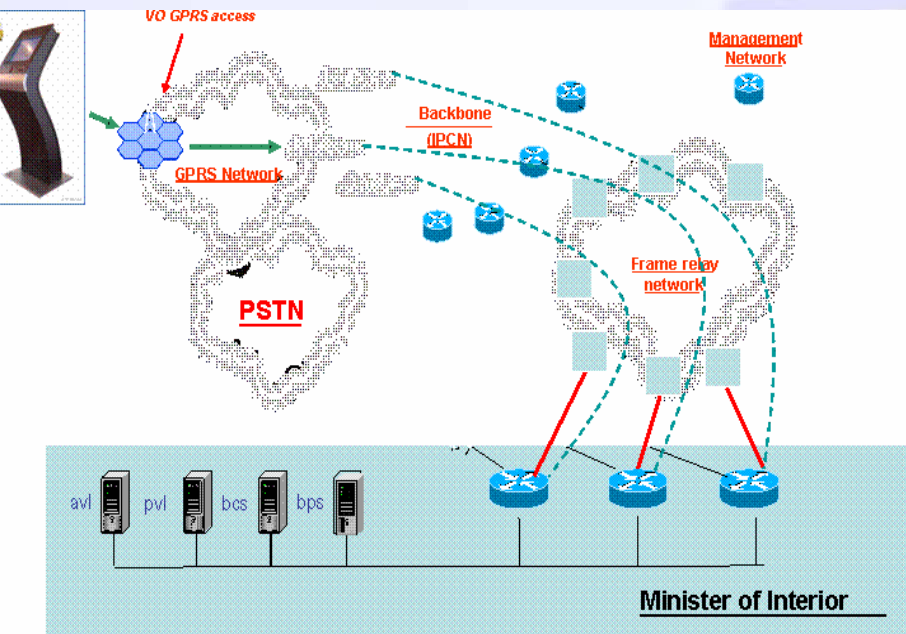 VO GPRS access
Management
Network
Backbone
(IPCN)
GPRS Network
Frame relay
network
PSTN
avl
pvl
bcs
bps
Minister of Interior